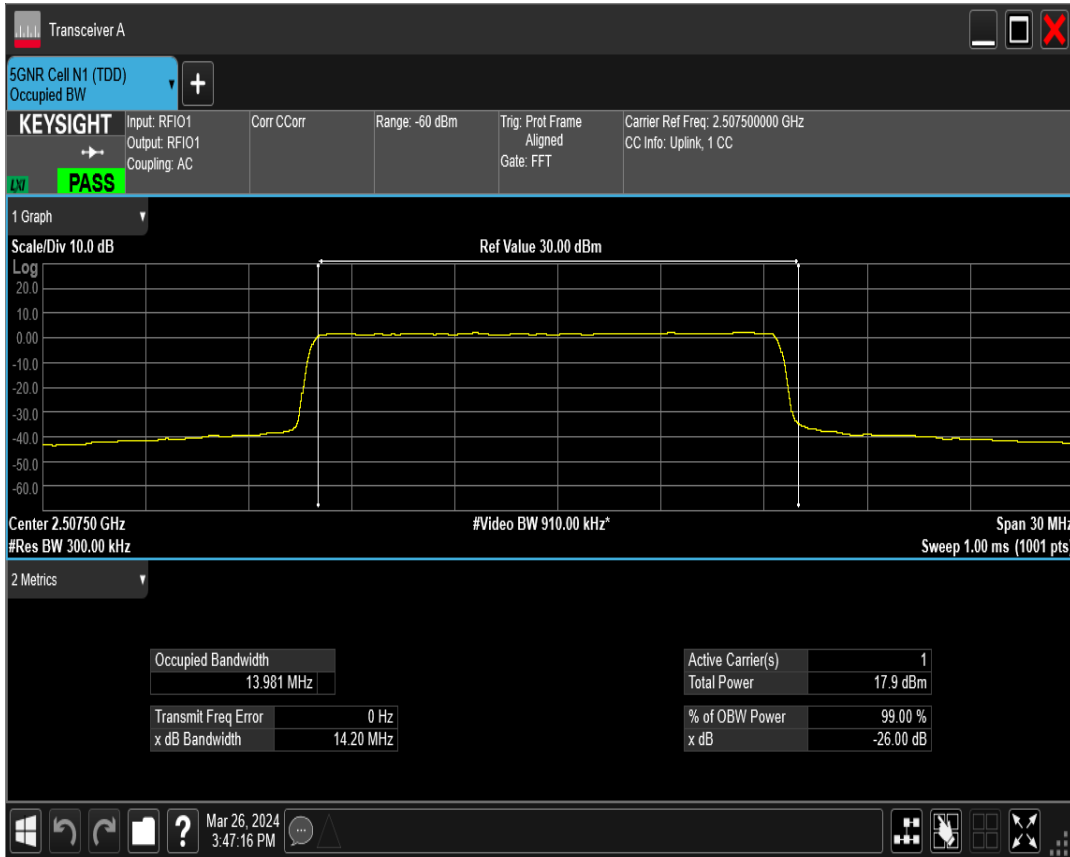 Transceiver A
5GNR Cell N1 (TDD)
Occupied BW
+
KEYSIGHT
LXI
PASS
Input: RFIO1
Output: RFIO1
Coupling: AC
Corr CCorr
Range: -60 dBm
Trig: Prot Frame
Aligned
Gate: FFT
Carrier Ref Freq: 2.507500000 GHz
CC Info: Uplink, 1 CC
1 Graph
Scale/Div 10.0 dB
Ref Value 30.00 dBm
Log
20.0
10.0
0.00
-10.0
-20.0
-30.0
-40.0
-50.0
-60.0
Center 2.50750 GHz
#Video BW 910.00 kHz*
Span 30 MHz
#Res BW 300.00 kHz
Sweep 1.00 ms (1001 pts)
2 Metrics
Occupied Bandwidth
13.981 MHz
Transmit Freq Error 0 Hz
x dB Bandwidth 14.20 MHz
Active Carrier(s) 1
Total Power 17.9 dBm
% of OBW Power 99.00 %
x dB -26.00 dB
?
Mar 26, 2024
3:47:16 PM